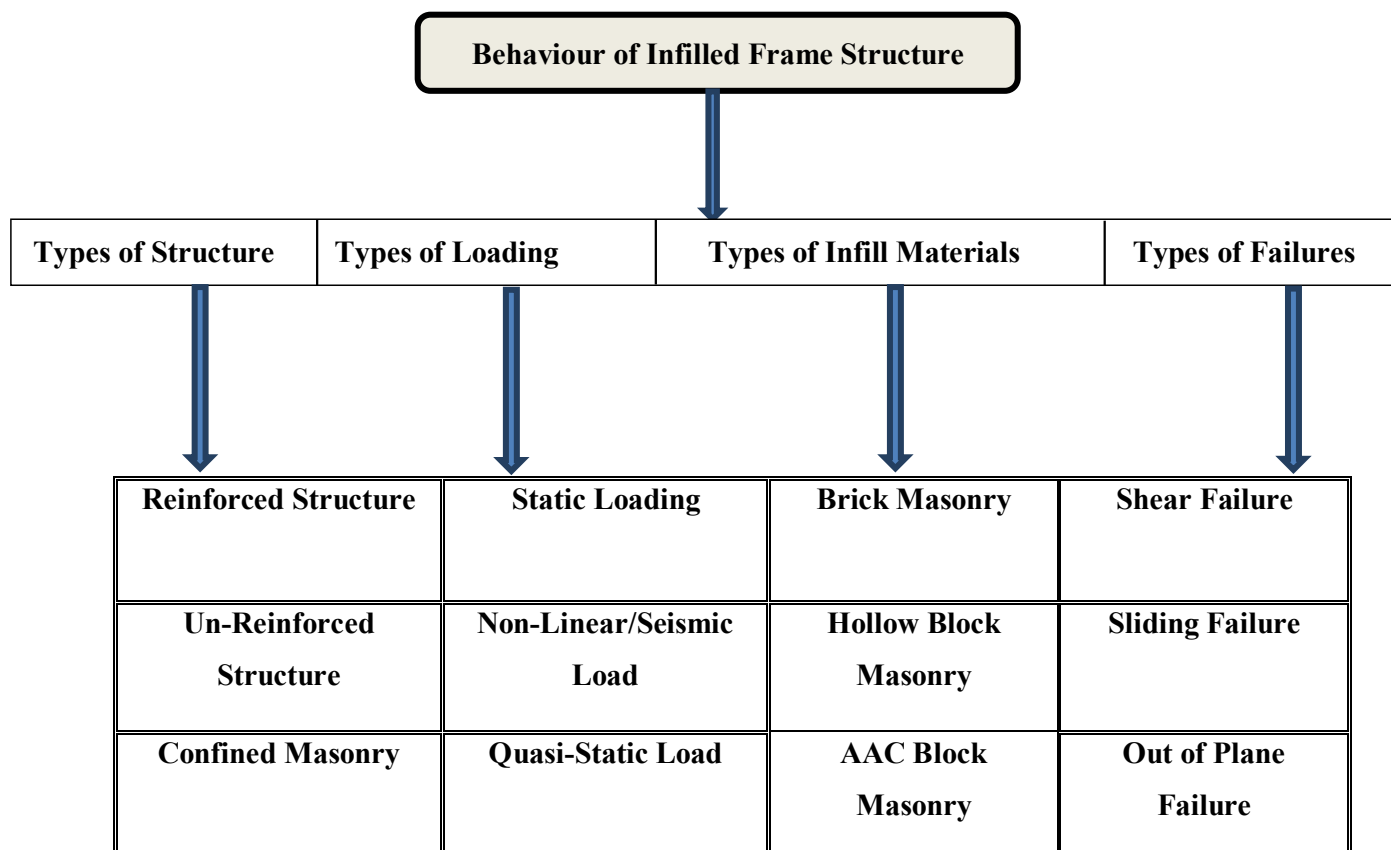 Behaviour of Infilled Frame Structure
Types of Structure
Types of Loading
Types of Infill Materials
Types of Failures
Reinforced Structure
Static Loading
Brick Masonry
Shear Failure
Un-Reinforced
Structure
Non-Linear/Seismic
Load
Hollow Block
Masonry
Sliding Failure
Confined Masonry
Quasi-Static Load
AAC Block
Masonry
Out of Plane
Failure